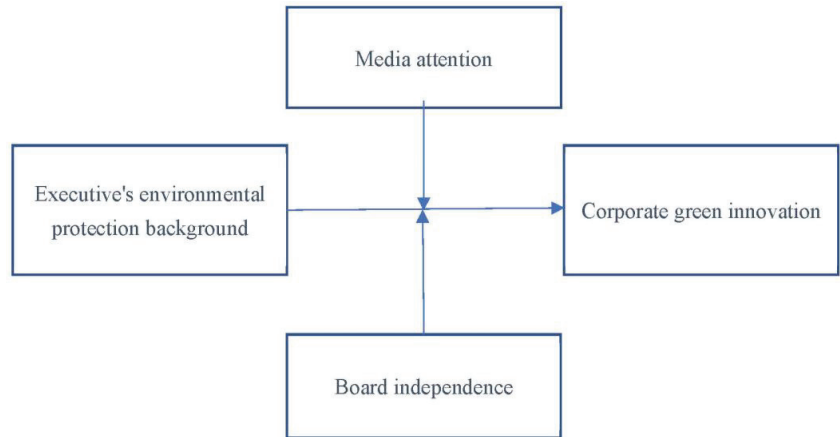 Media attention
Executive's environmental
protection background
Corporate green innovation
Board independence